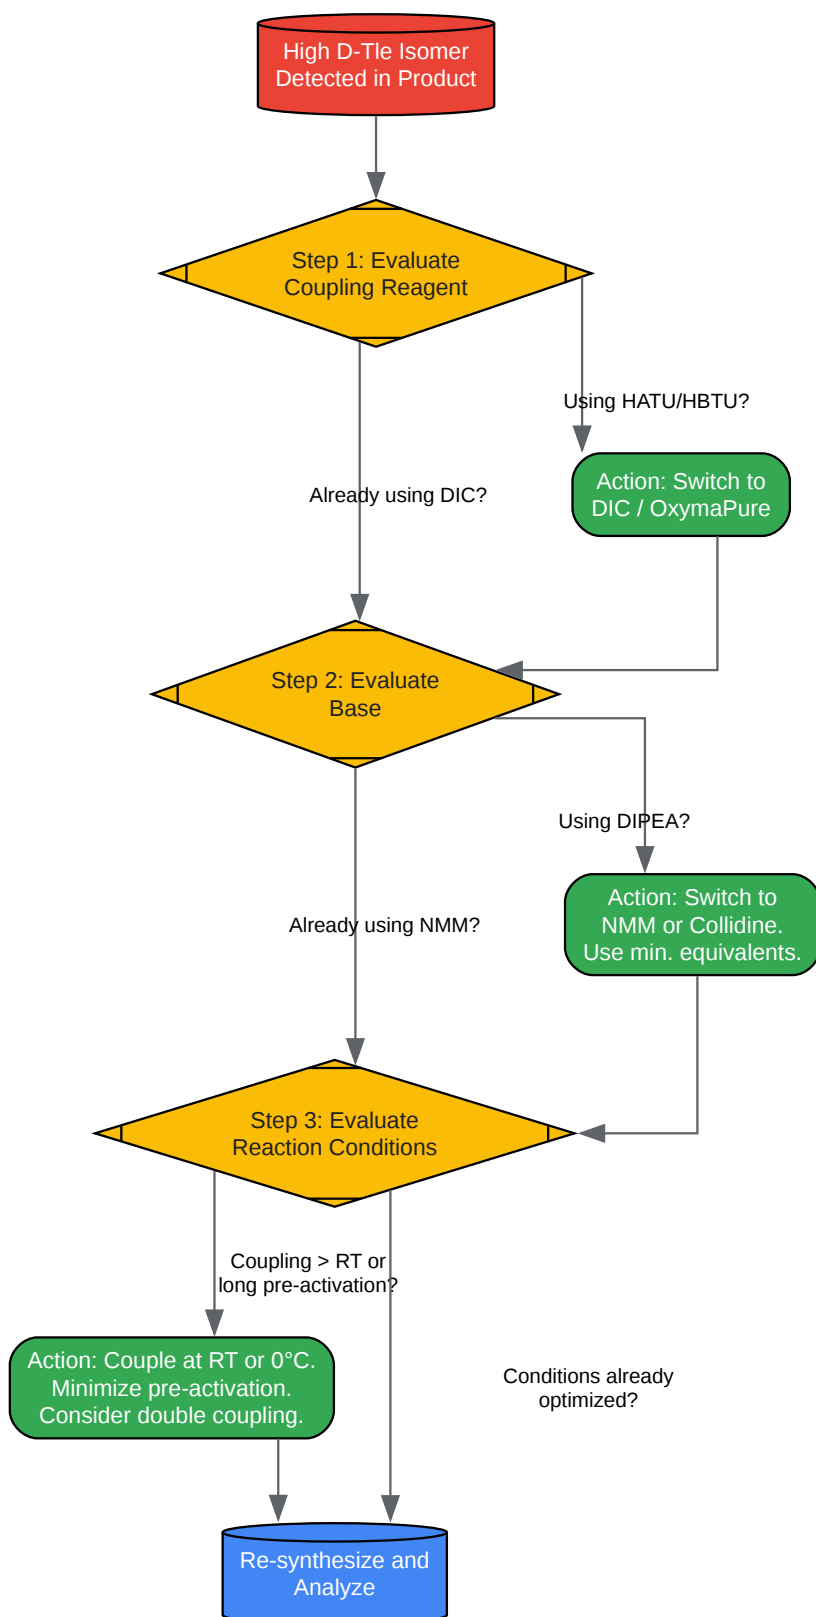 High D-Tle Isomer
Detected in Product
Step 1: Evaluate
Coupling Reagent
Using HATU/HBTU?
Action: Switch to
DIC / OxymaPure
Already using DIC?
Step 2: Evaluate
Base
Using DIPEA?
Action: Switch to
NMM or Collidine.
Use min. equivalents.
Already using NMM?
Step 3: Evaluate
Reaction Conditions
Coupling > RT or
long pre-activation?
Action: Couple at RT or 0°C.
Minimize pre-activation.
Consider double coupling.
Conditions already
optimized?
Re-synthesize and
Analyze